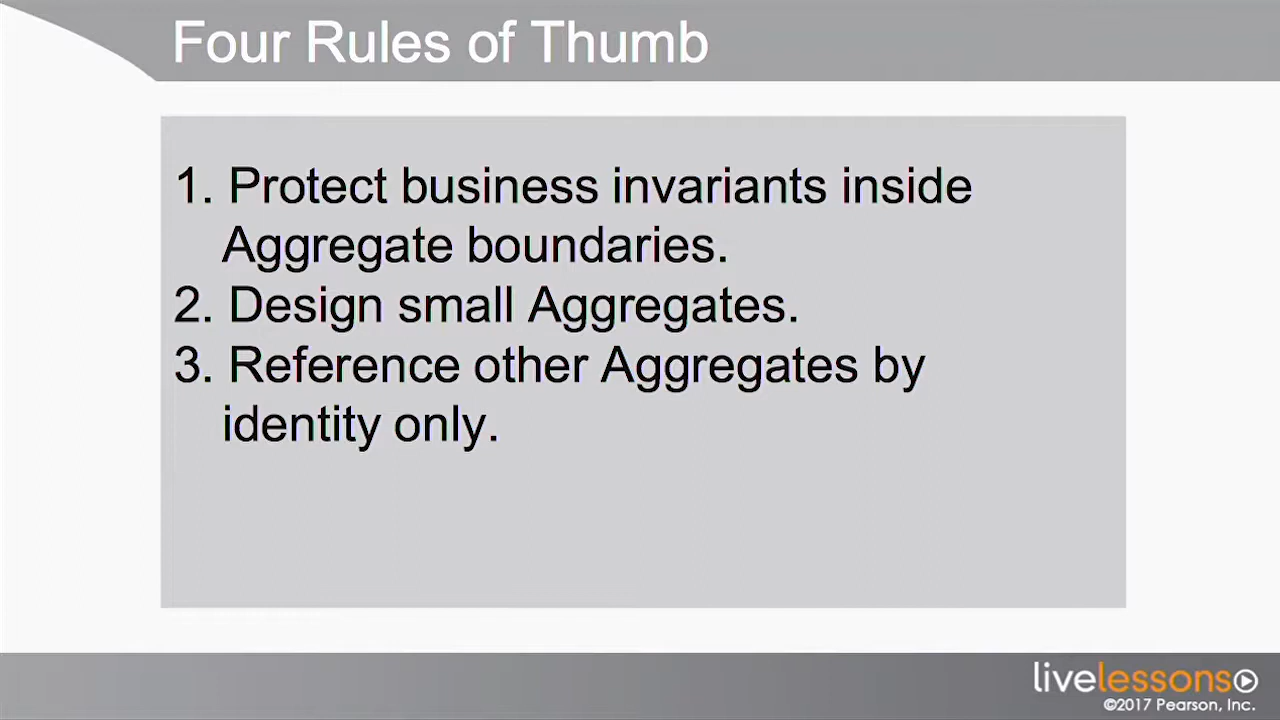 Four Rules of Thumb
1. Protect business invariants inside
Aggregate boundaries.
2. Design small Aggregates.
3. Reference other Aggregates by
identity only.
livelessons
©2017 Pearson, Inc.